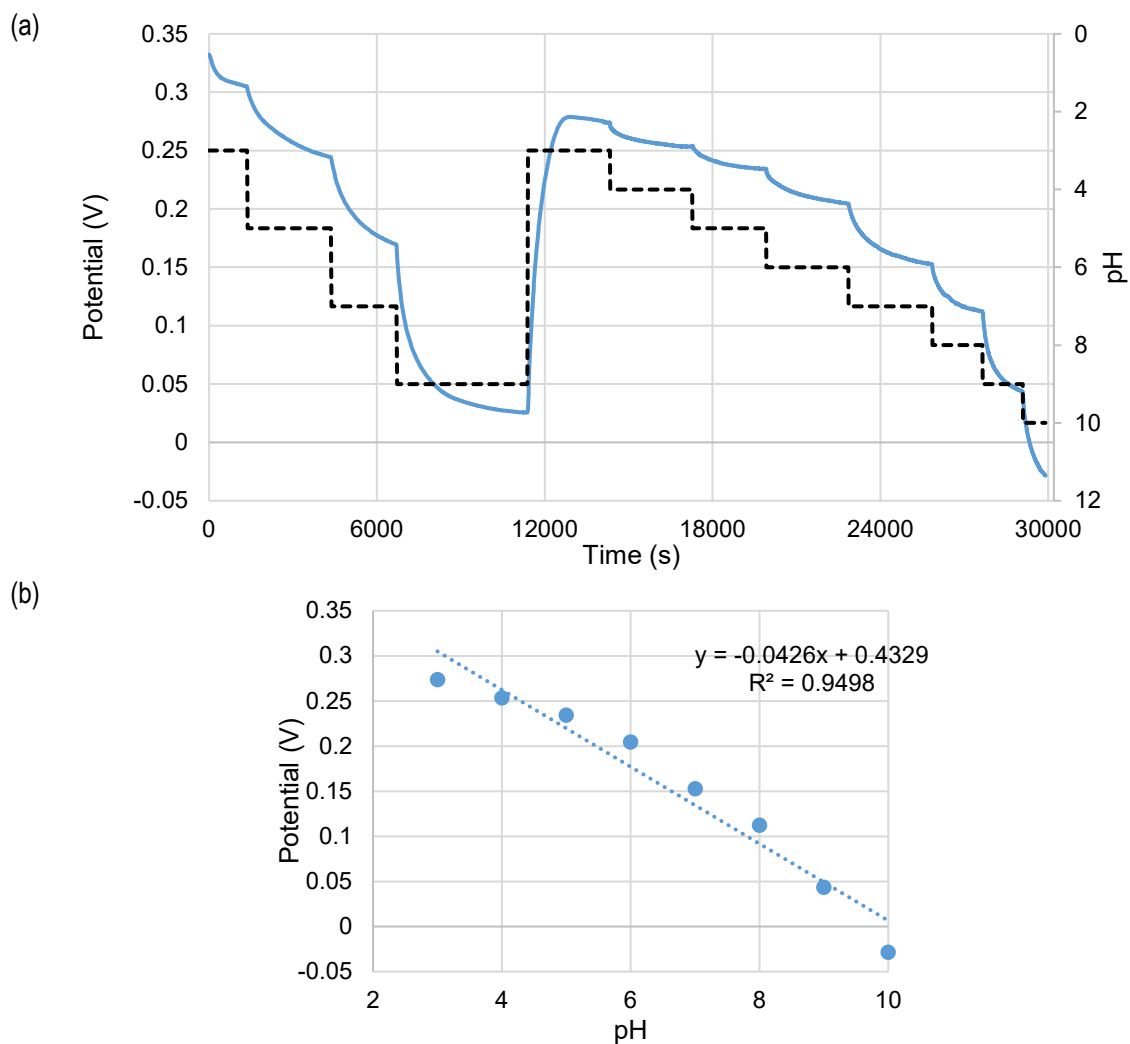 (a)
0.35
0.3
0.25
0.2
0.15
0.1
0.05
0
-0.05
Potential (V)
0
2
4
6
8
10
12
pH
0 6000 12000 18000 24000 30000
Time (s)
(b)
0.35
0.3
0.25
0.2
0.15
0.1
0.05
0
-0.05
Potential (V)
y = -0.0426x + 0.4329
R² = 0.9498
2 4 6 8 10
pH